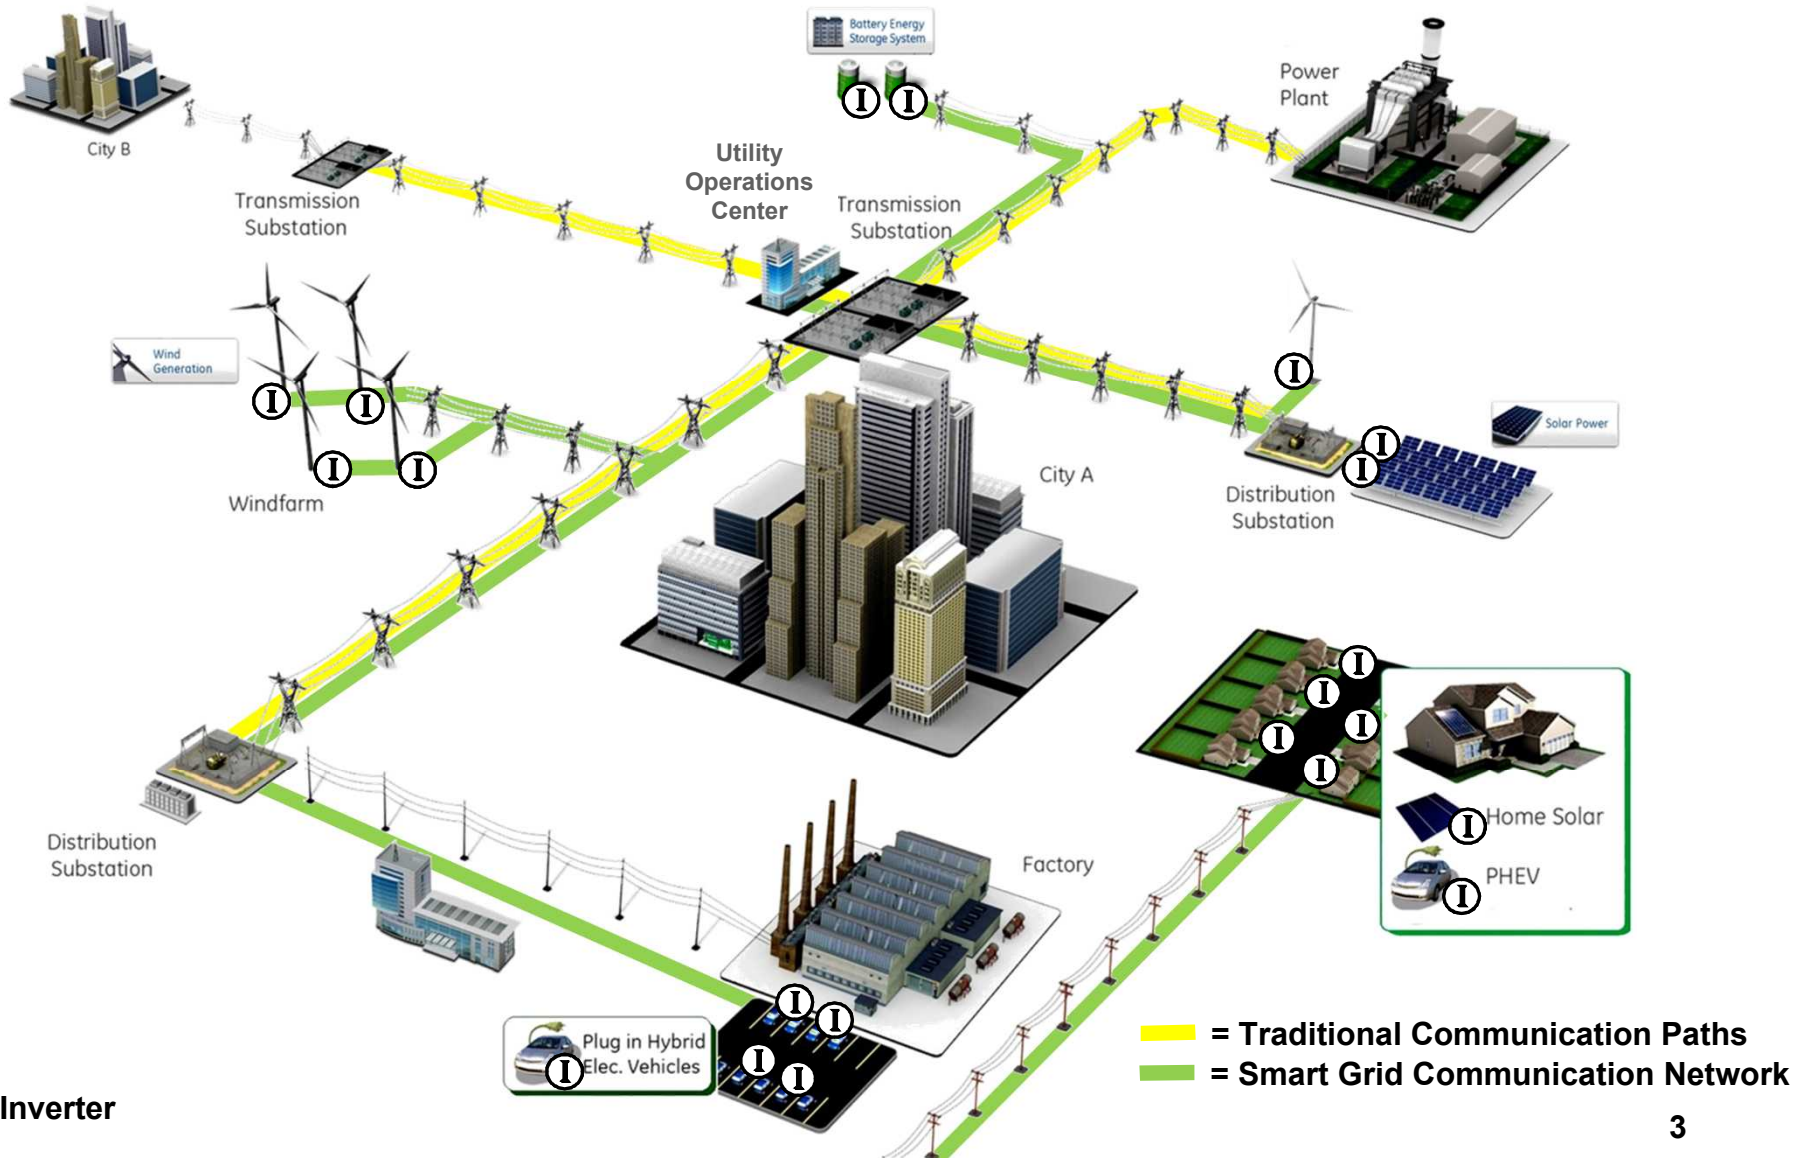 Battery Energy
Storage System
Power
Plant
City B
Utility
Operations
Center
Transmission
Substation
Transmission
Substation
I
I
Wind
Generation
I
I
I
I
Windfarm
I
Solar Power
I
I
Distribution
Substation
City A
I
I
I
I
I
Home Solar
I
PHEV
I
Distribution
Substation
Factory
I
I
I
I
Plug in Hybrid
Elec. Vehicles
I
= Traditional Communication Paths
= Smart Grid Communication Network
Inverter
3